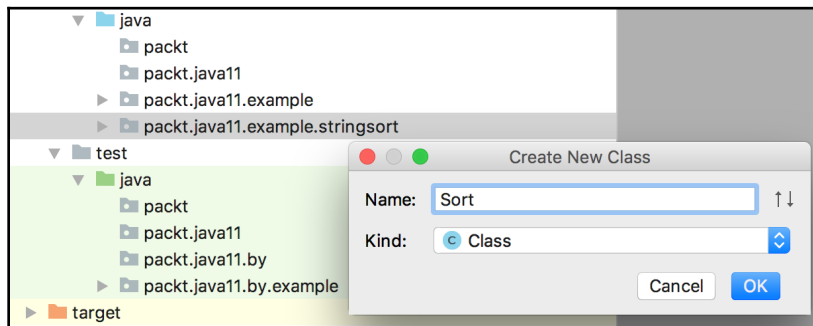 java
packt
packt.java11
packt.java11.example
packt.java11.example.stringsort
test
java
packt
packt.java11
packt.java11.by
packt.java11.by.example
target
Create New Class
Name: Sort
Kind: C Class
Cancel OK